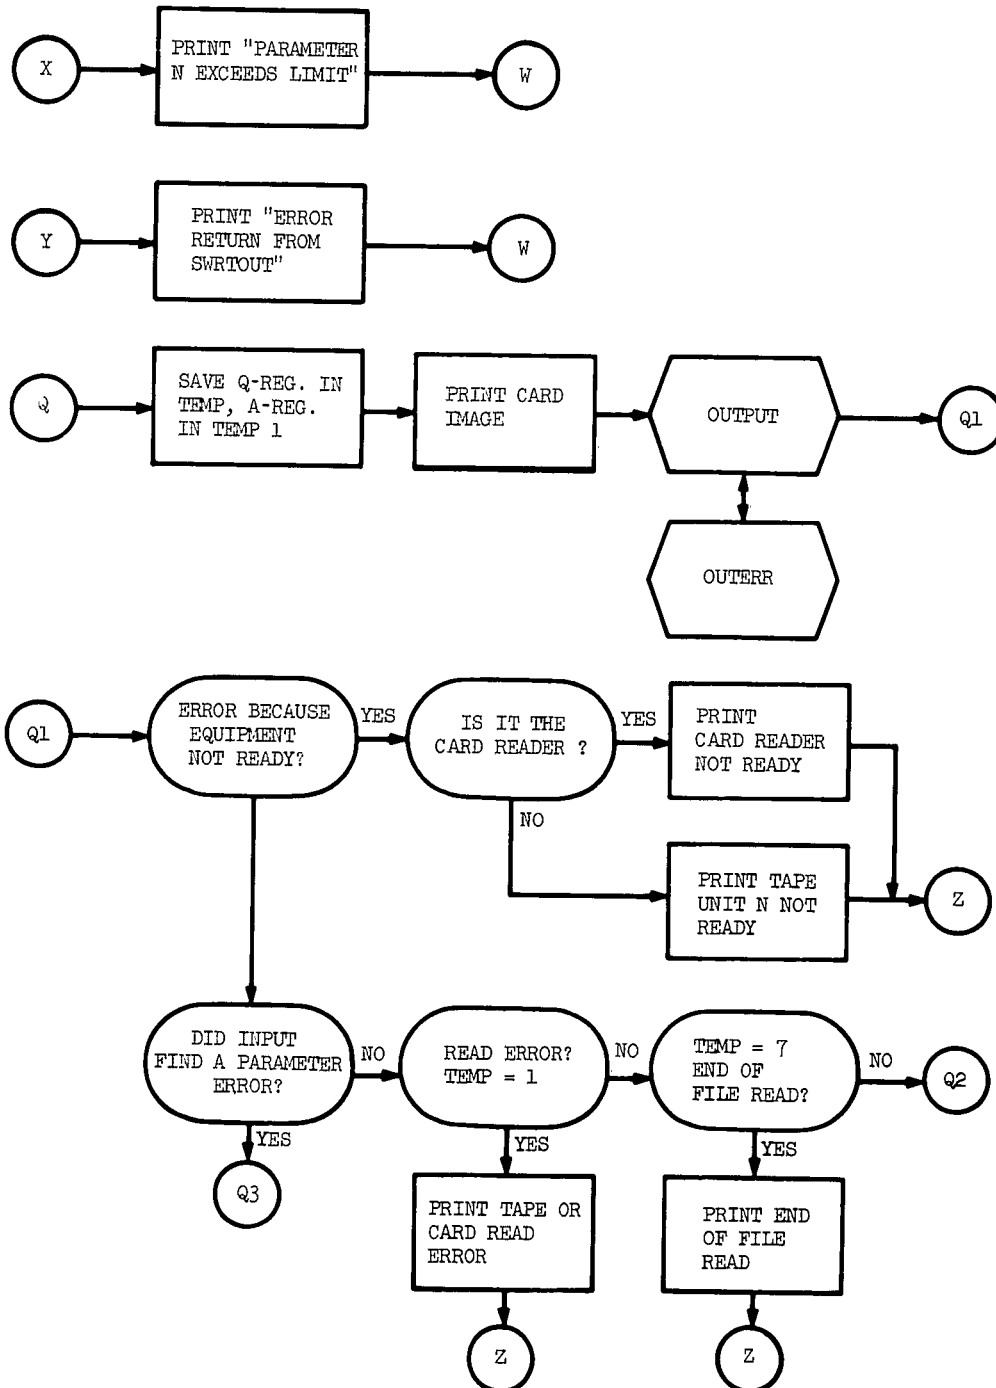 X
PRINT "PARAMETER
N EXCEEDS LIMIT"
W
Y
PRINT "ERROR
RETURN FROM
SWRTOUT"
W
Q
SAVE Q-REG. IN
TEMP, A-REG.
IN TEMP 1
PRINT CARD
IMAGE
OUTPUT
Q1
OUTERR
Q1
ERROR BECAUSE
EQUIPMENT
NOT READY?
YES
IS IT THE
CARD READER ?
YES
PRINT
CARD READER
NOT READY
NO
PRINT TAPE
UNIT N NOT
READY
Z
DID INPUT
FIND A PARAMETER
ERROR?
NO
READ ERROR?
TEMP = 1
NO
TEMP = 7
END OF
FILE READ?
NO
Q2
YES
Q3
YES
PRINT TAPE OR
CARD READ
ERROR
Z
YES
PRINT END
OF FILE
READ
Z